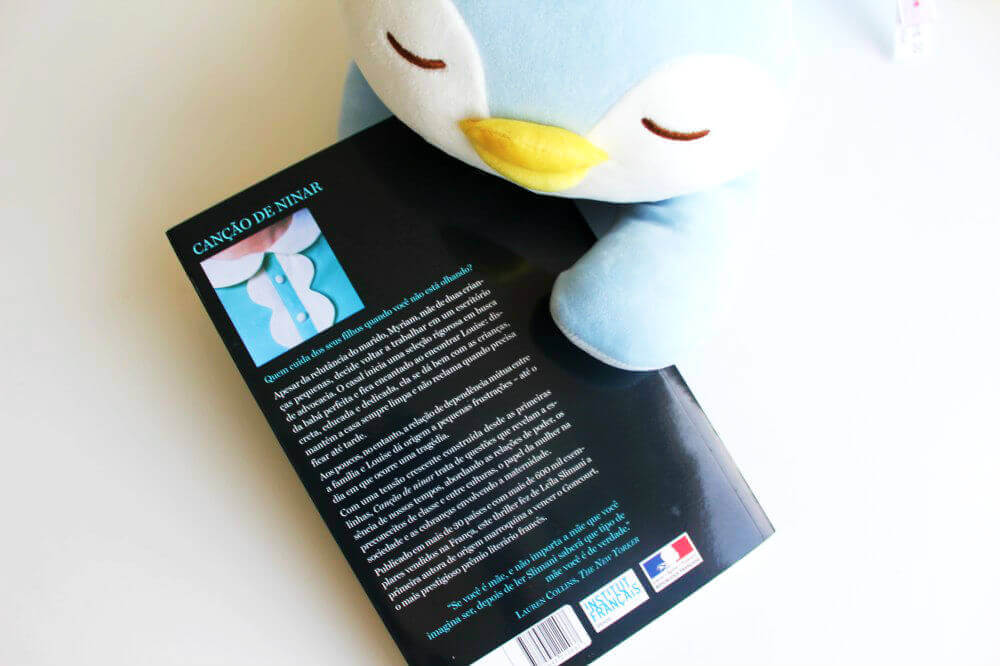 CANÇÃO DE NINAR
Quem cuida dos seus filhos quando você não está olhando?
Apesar da relutância do marido, Myriam, mãe de duas crian-
ças pequenas, decide voltar a trabalhar em um escritório
de advocacia. O casal inicia uma seleção rigorosa em busca
da babá perfeita e fica encantado ao encontrar Louise: dis-
creta, educada e dedicada, ela se dá bem com as crianças,
mantém a casa sempre limpa e não reclama quando precisa
ficar até tarde.
Aos poucos, no entanto, a relação de dependência mútua entre
a família e Louise dá origem a pequenas frustrações – até o
dia em que ocorre uma tragédia.
Com uma tensão crescente construída desde as primeiras
linhas, Canção de ninar trata de questões que revelam a es-
sência de nossos tempos, abordando as relações de poder, os
preconceitos de classe e entre culturas, o papel da mulher na
sociedade e as cobranças envolvendo a maternidade.
Publicado em mais de 30 países e com mais de 600 mil exem-
plares vendidos na França, este thriller fez de Leïla Slimani a
primeira autora de origem marroquina a vencer o Goncourt,
o mais prestigioso prêmio literário francês.
"Se você é mãe, e não importa a mãe que você
imagina ser, depois de ler Slimani saberá que tipo de
mãe você é de verdade."
LAUREN COLLINS, THE NEW YORKER
INSTITUT
FRANÇAIS